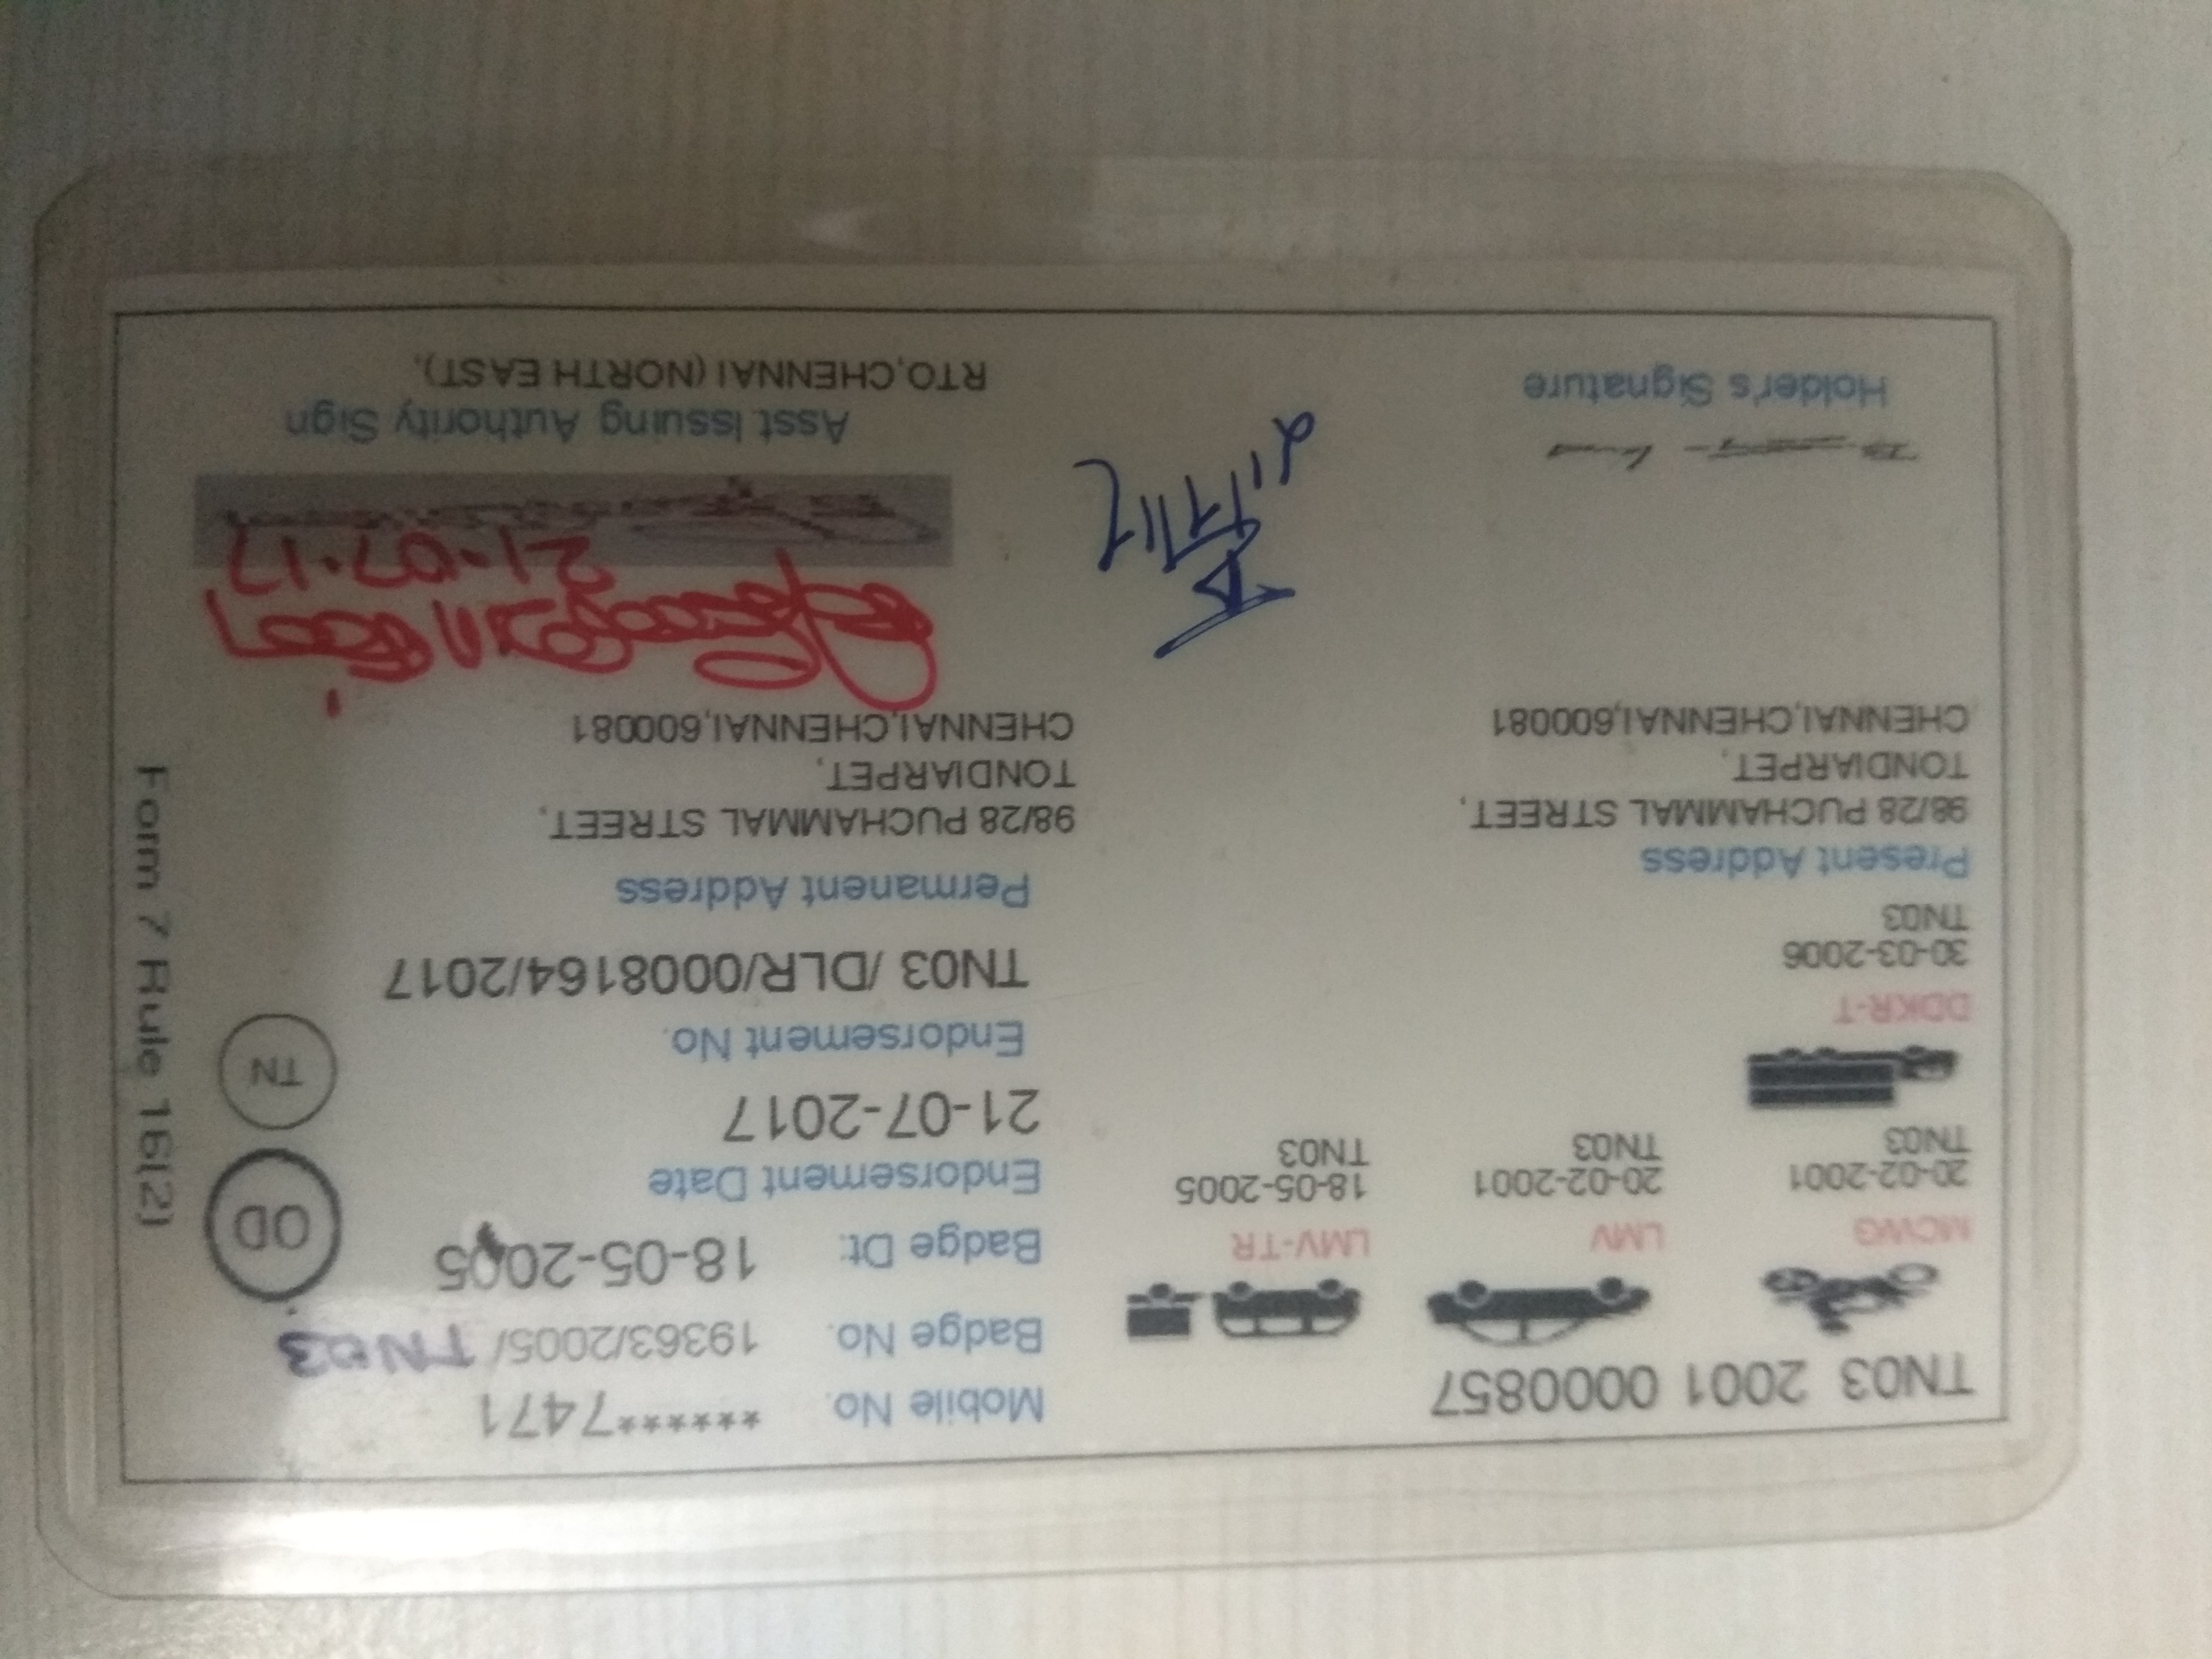 TN03 2001 0000857
MCWG
20-02-2001
TN03
LMV
20-02-2001
TN03
LMV-TR
18-05-2005
TN03
DDKR-T
30-03-2006
TN03
Present Address
98/28 PUCHAMMAL STREET,
TONDIARPET,
CHENNAI,CHENNAI,600081
Holder's Signature
Mobile No. ******7471
Badge No. 19363/2005/ TN03
Badge Dt: 18-05-2005
Endorsement Date
21-07-2017
Endorsement No.
TN03 /DLR/0008164/2017
Permanent Address
98/28 PUCHAMMAL STREET,
TONDIARPET,
CHENNAI,CHENNAI,600081
21.07.17
Asst Issuing Authority Sign
RTO,CHENNAI (NORTH EAST),
OD
TN
Form 7 Rule 16(2)